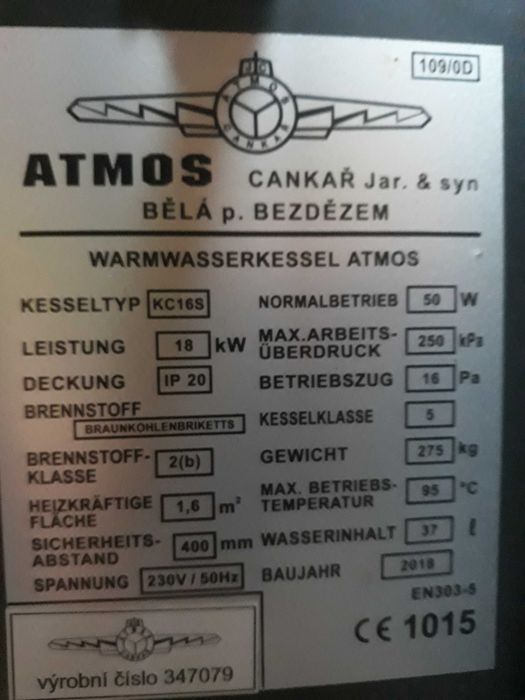 109/0D
JC
ATMOS
CANKAŘ
ATMOS CANKAŘ Jar. & syn
BĚLÁ p. BEZDĚZEM
WARMWASSERKESSEL ATMOS
KESSELTYP KC16S
LEISTUNG 18 kW
DECKUNG IP 20
BRENNSTOFF
BRAUNKOHLENBRIKETTS
BRENNSTOFF-
KLASSE 2(b)
HEIZKRÄFTIGE
FLÄCHE 1,6 m²
SICHERHEITS-
ABSTAND 400 mm
SPANNUNG 230V / 50Hz
NORMALBETRIEB 50 W
MAX.ARBEITS-
ÜBERDRUCK 250 kPa
BETRIEBSZUG 16 Pa
KESSELKLASSE 5
GEWICHT 275 kg
MAX. BETRIEBS-
TEMPERATUR 95 °C
WASSERINHALT 37 ℓ
BAUJAHR 2018
EN303-5
CE 1015
výrobní číslo 347079